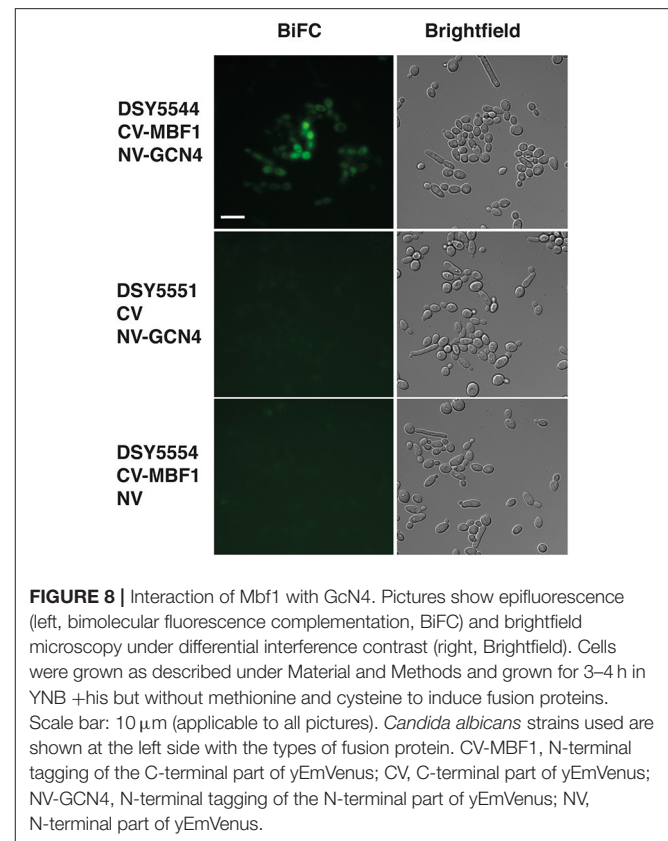 BiFC Brightfield
DSY5544
CV-MBF1
NV-GCN4
DSY5551
CV
NV-GCN4
DSY5554
CV-MBF1
NV
FIGURE 8 | Interaction of Mbf1 with GcN4. Pictures show epifluorescence
(left, bimolecular fluorescence complementation, BiFC) and brightfield
microscopy under differential interference contrast (right, Brightfield). Cells
were grown as described under Material and Methods and grown for 3–4 h in
YNB +his but without methionine and cysteine to induce fusion proteins.
Scale bar: 10 μm (applicable to all pictures). Candida albicans strains used are
shown at the left side with the types of fusion protein. CV-MBF1, N-terminal
tagging of the C-terminal part of yEmVenus; CV, C-terminal part of yEmVenus;
NV-GCN4, N-terminal tagging of the N-terminal part of yEmVenus; NV,
N-terminal part of yEmVenus.